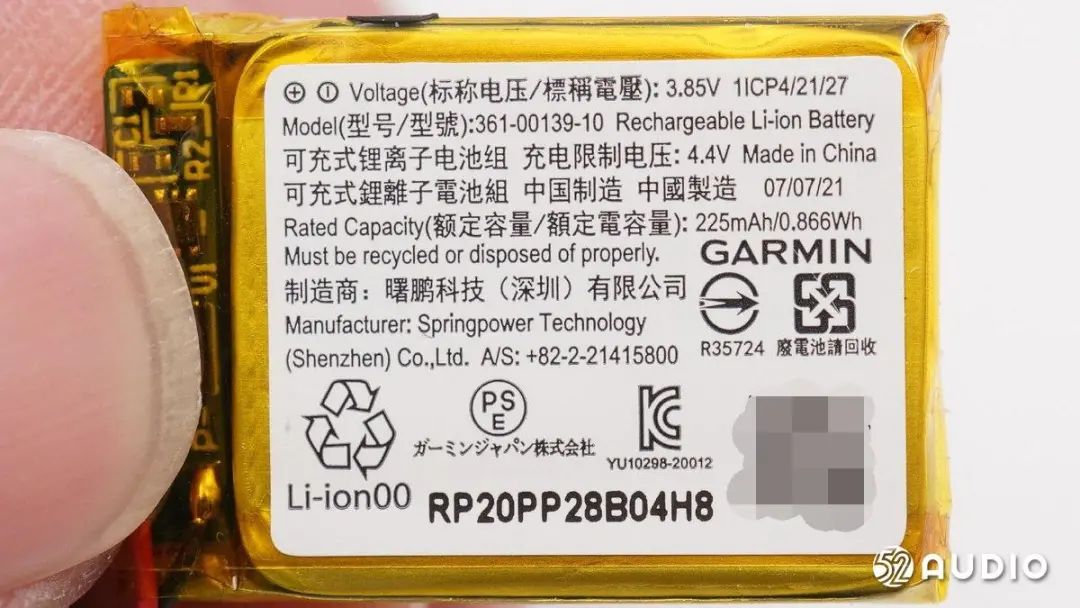 Voltage(标称电压/標稱電壓): 3.85V 1ICP4/21/27
Model(型号/型號):361-00139-10 Rechargeable Li-ion Battery
可充式锂离子电池组 充电限制电压: 4.4V Made in China
可充式鋰離子電池組 中国制造 中國製造 07/07/21
Rated Capacity(额定容量/額定電容量): 225mAh/0.866Wh
Must be recycled or disposed of properly.
GARMIN
制造商：曙鹏科技（深圳）有限公司
Manufacturer: Springpower Technology
(Shenzhen) Co.,Ltd. A/S: +82-2-21415800
R35724 廢電池請回收
PS
E
ガーミンジャパン株式会社
YU10298-20012
Li-ion00
RP20PP28B04H8
C1
R2
R1
U1
P-
52 AUDIO